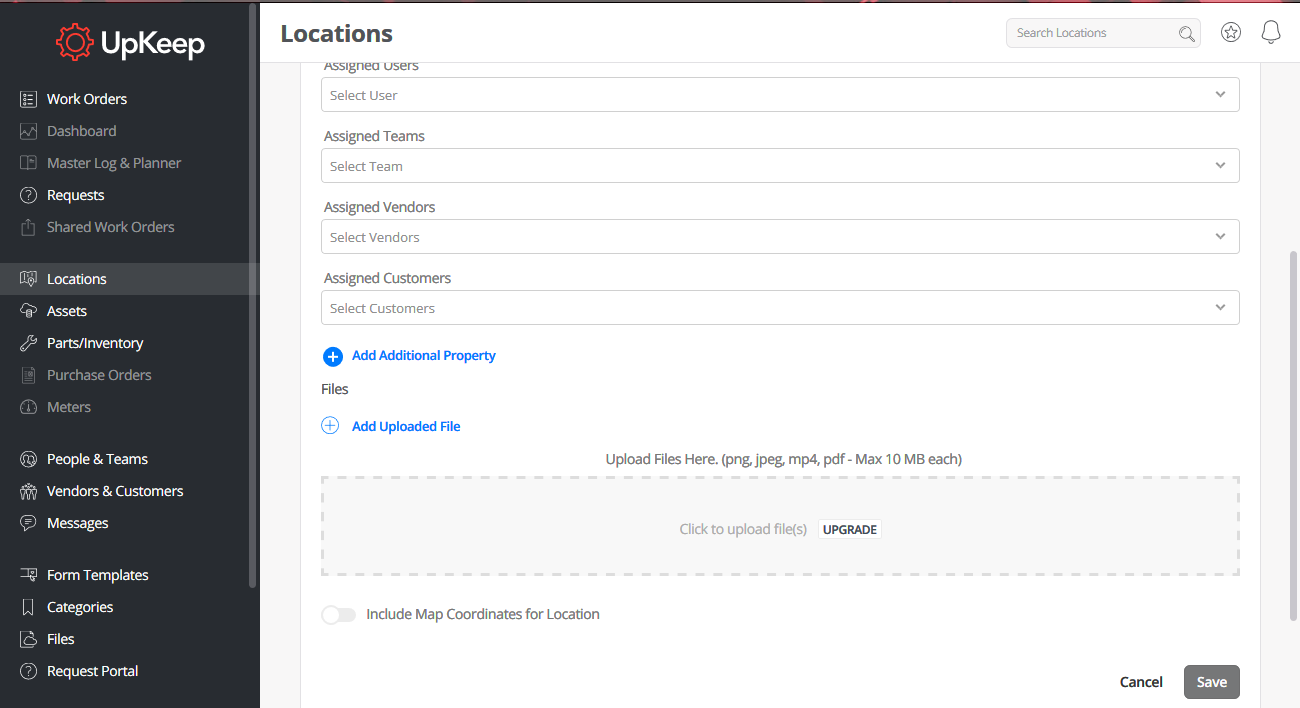 UpKeep
Work Orders
Dashboard
Master Log & Planner
Requests
Shared Work Orders
Locations
Assets
Parts/Inventory
Purchase Orders
Meters
People & Teams
Vendors & Customers
Messages
Form Templates
Categories
Files
Request Portal
Locations
Search Locations
Assigned Users
Select User
Assigned Teams
Select Team
Assigned Vendors
Select Vendors
Assigned Customers
Select Customers
Add Additional Property
Files
Add Uploaded File
Upload Files Here. (png, jpeg, mp4, pdf - Max 10 MB each)
Click to upload file(s) UPGRADE
Include Map Coordinates for Location
Cancel Save